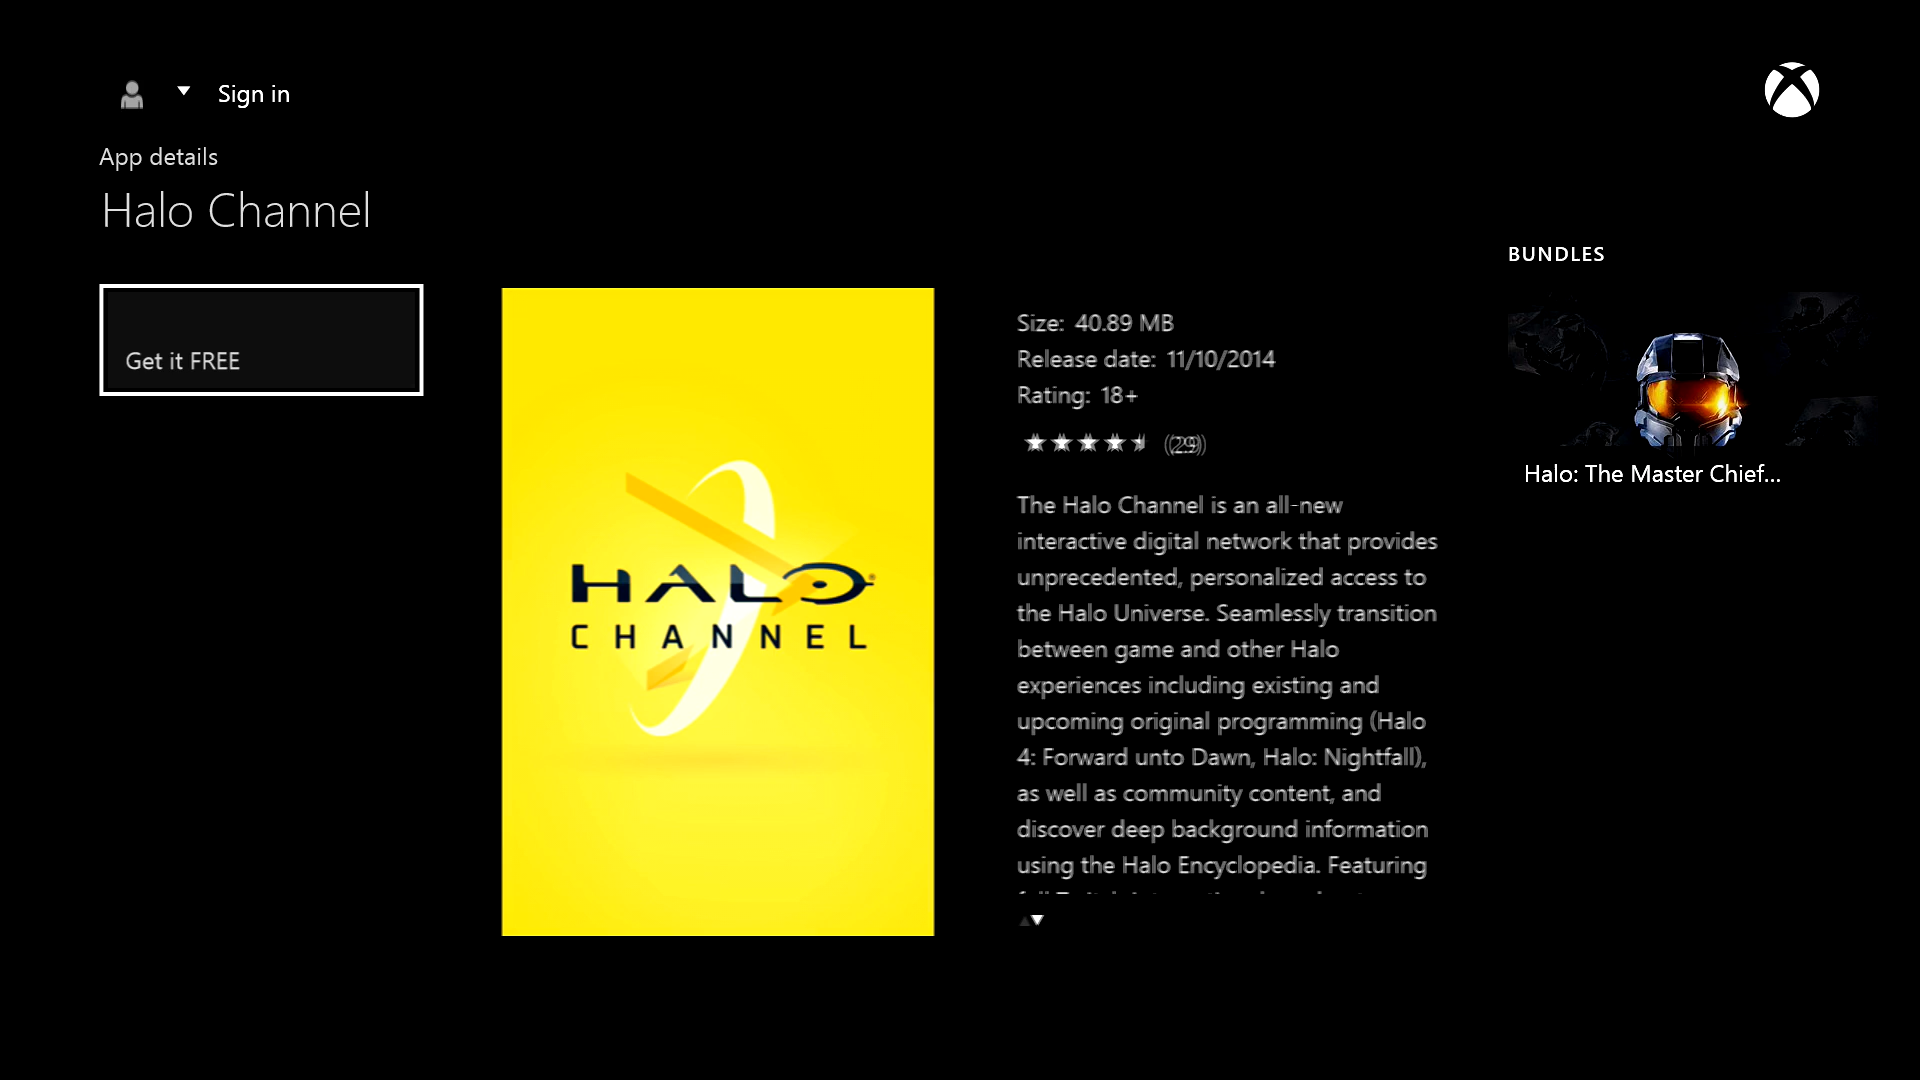 Sign in
App details
Halo Channel
Get it FREE
HALO
CHANNEL
Size: 40.89 MB
Release date: 11/10/2014
Rating: 18+
The Halo Channel is an all-new
interactive digital network that provides
unprecedented, personalized access to
the Halo Universe. Seamlessly transition
between game and other Halo
experiences including existing and
upcoming original programming (Halo
4: Forward unto Dawn, Halo: Nightfall),
as well as community content, and
discover deep background information
using the Halo Encyclopedia. Featuring
BUNDLES
Halo: The Master Chief...